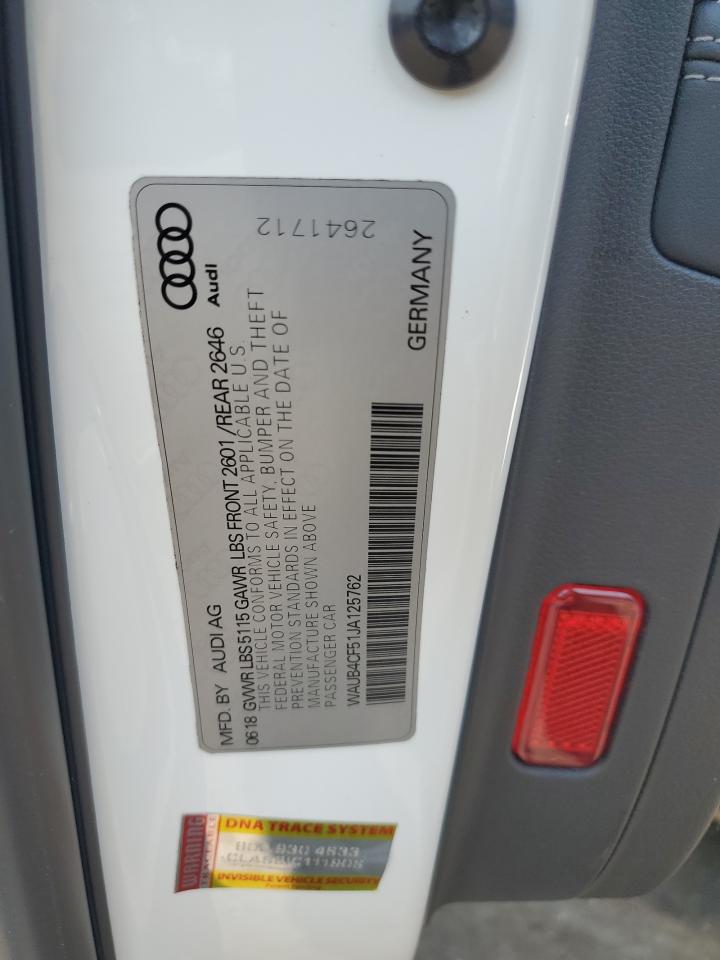 Audi
2641712
MFD. BY AUDI AG
06 18 GVWR LBS 5115 GAWR LBS FRONT 2601 / REAR 2646
THIS VEHICLE CONFORMS TO ALL APPLICABLE U.S.
FEDERAL MOTOR VEHICLE SAFETY, BUMPER AND THEFT
PREVENTION STANDARDS IN EFFECT ON THE DATE OF
MANUFACTURE SHOWN ABOVE
PASSENGER CAR
WAUB4CF51JA125762
GERMANY
WARNING
TRACEABLE
DNA TRACE SYSTEM
INVISIBLE VEHICLE SECURITY